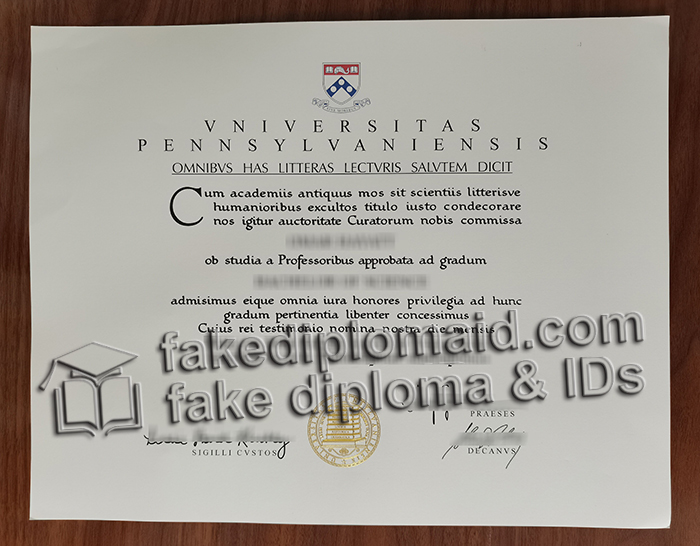 VNIVERSITAS
PENNSYLVANIENSIS
OMNIBVS HAS LITTERAS LECTVRIS SALVTEM DICIT
Cum academiis antiquus mos sit scientiis litterisve
humanioribus excultos titulo iusto condecorare
nos igitur auctoritate Curatorum nobis commissa
ob studia a Professoribus approbata ad gradum
admisimus eique omnia iura honores privilegia ad hunc
gradum pertinentia libenter concessimus
Cuius rei testimonio nomina nostra die mensis
fakediplomaid.com
fake diploma & IDs
PRAESES
SIGILLI CVSTOS
DECANVS